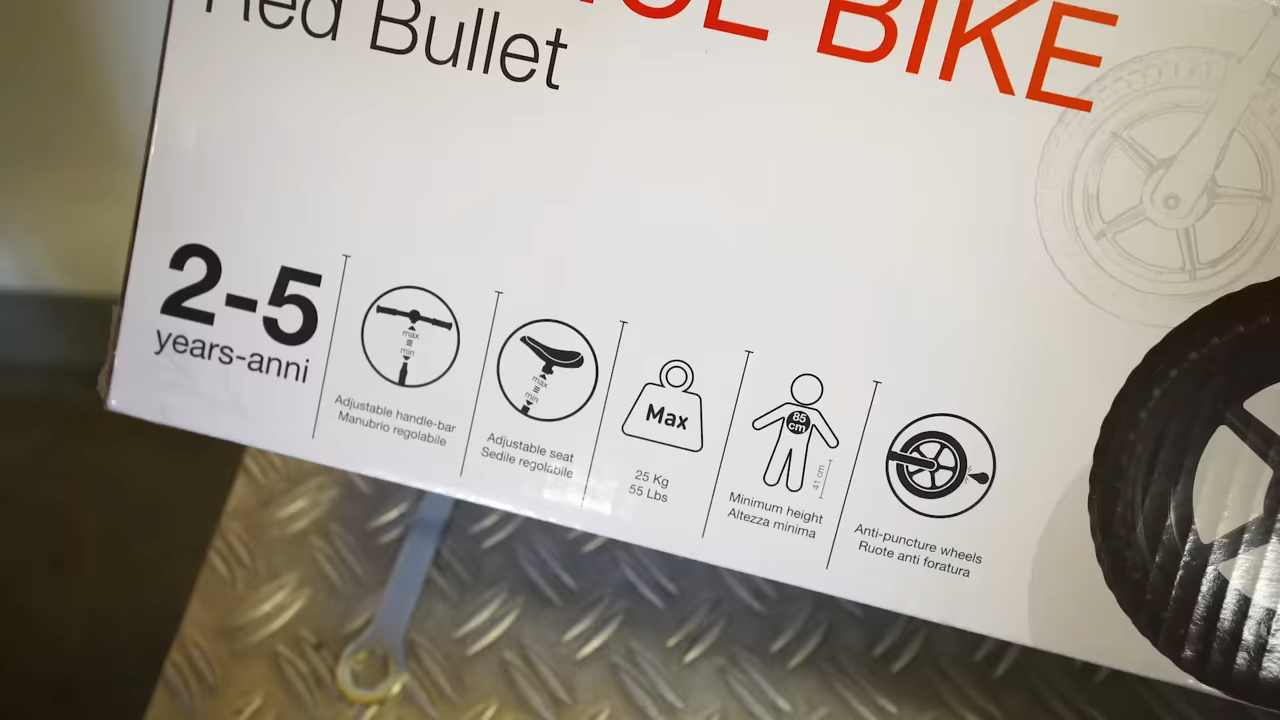 Red Bullet
BIKE
2-5
years-anni
max
min
Adjustable handle-bar
Manubrio regolabile
max
min
Adjustable seat
Sedile regolabile
Max
25 Kg
55 Lbs
85
cm
41 cm
Minimum height
Altezza minima
Anti-puncture wheels
Ruote anti foratura